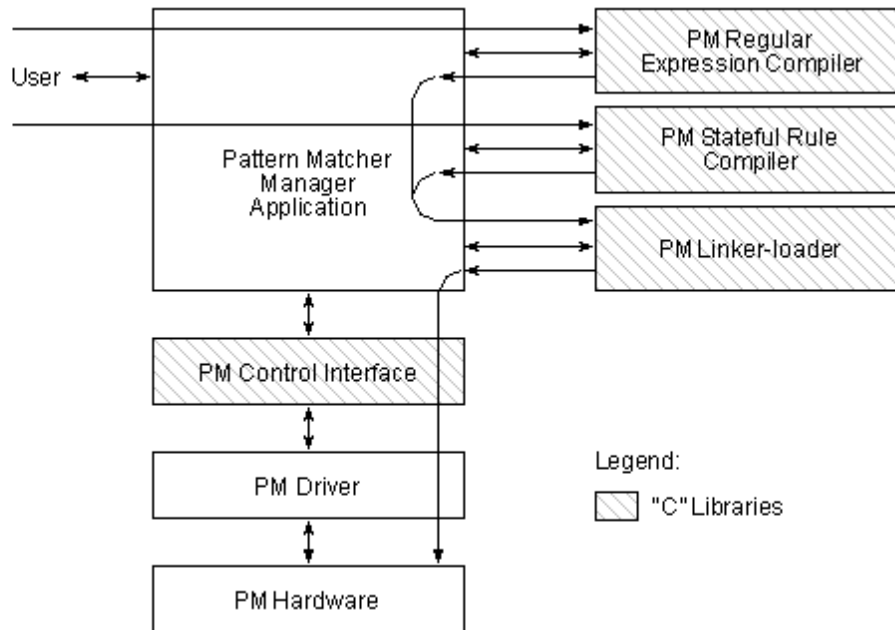 PM Regular
Expression Compiler
User
PM Stateful Rule
Compiler
Pattern Matcher
Manager
Application
PM Linker-loader
PM Control Interface
PM Driver
Legend:
"C" Libraries
PM Hardware